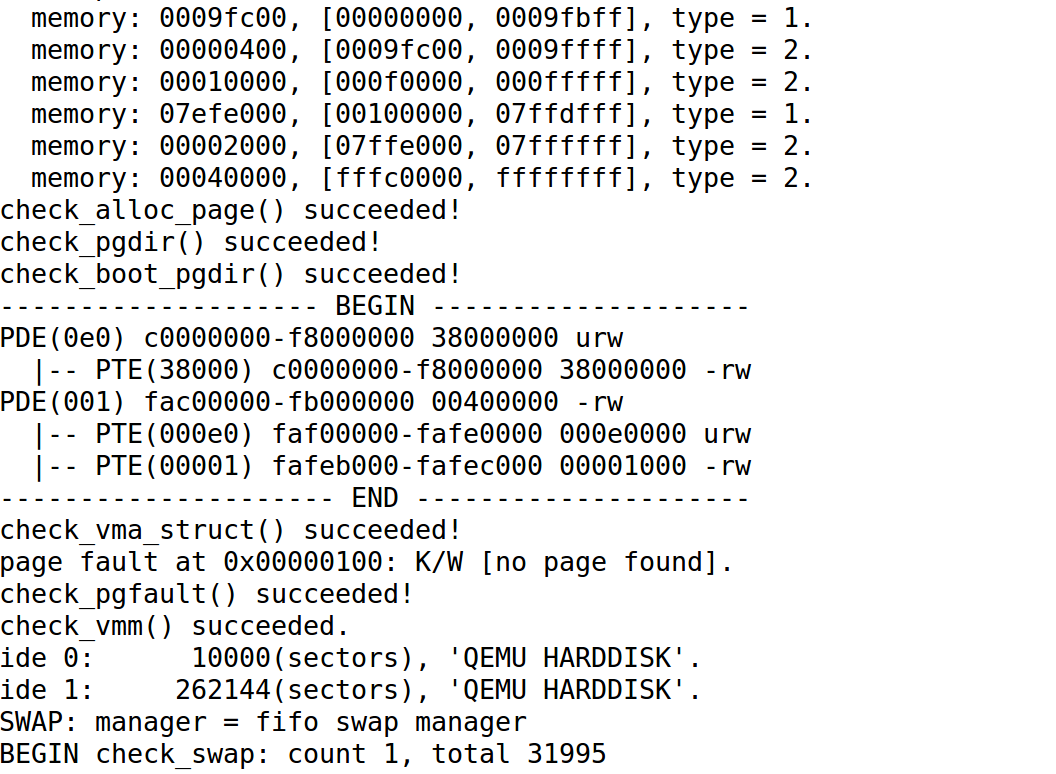 memory: 0009fc00, [00000000, 0009fbff], type = 1.
  memory: 00000400, [0009fc00, 0009ffff], type = 2.
  memory: 00010000, [000f0000, 000fffff], type = 2.
  memory: 07efe000, [00100000, 07ffdfff], type = 1.
  memory: 00002000, [07ffe000, 07ffffff], type = 2.
  memory: 00040000, [fffc0000, ffffffff], type = 2.
check_alloc_page() succeeded!
check_pgdir() succeeded!
check_boot_pgdir() succeeded!
-------------------- BEGIN --------------------
PDE(0e0) c0000000-f8000000 38000000 urw
  |-- PTE(38000) c0000000-f8000000 38000000 -rw
PDE(001) fac00000-fb000000 00400000 -rw
  |-- PTE(000e0) faf00000-fafe0000 000e0000 urw
  |-- PTE(00001) fafeb000-fafec000 00001000 -rw
--------------------- END ---------------------
check_vma_struct() succeeded!
page fault at 0x00000100: K/W [no page found].
check_pgfault() succeeded!
check_vmm() succeeded.
ide 0:      10000(sectors), 'QEMU HARDDISK'.
ide 1:     262144(sectors), 'QEMU HARDDISK'.
SWAP: manager = fifo swap manager
BEGIN check_swap: count 1, total 31995